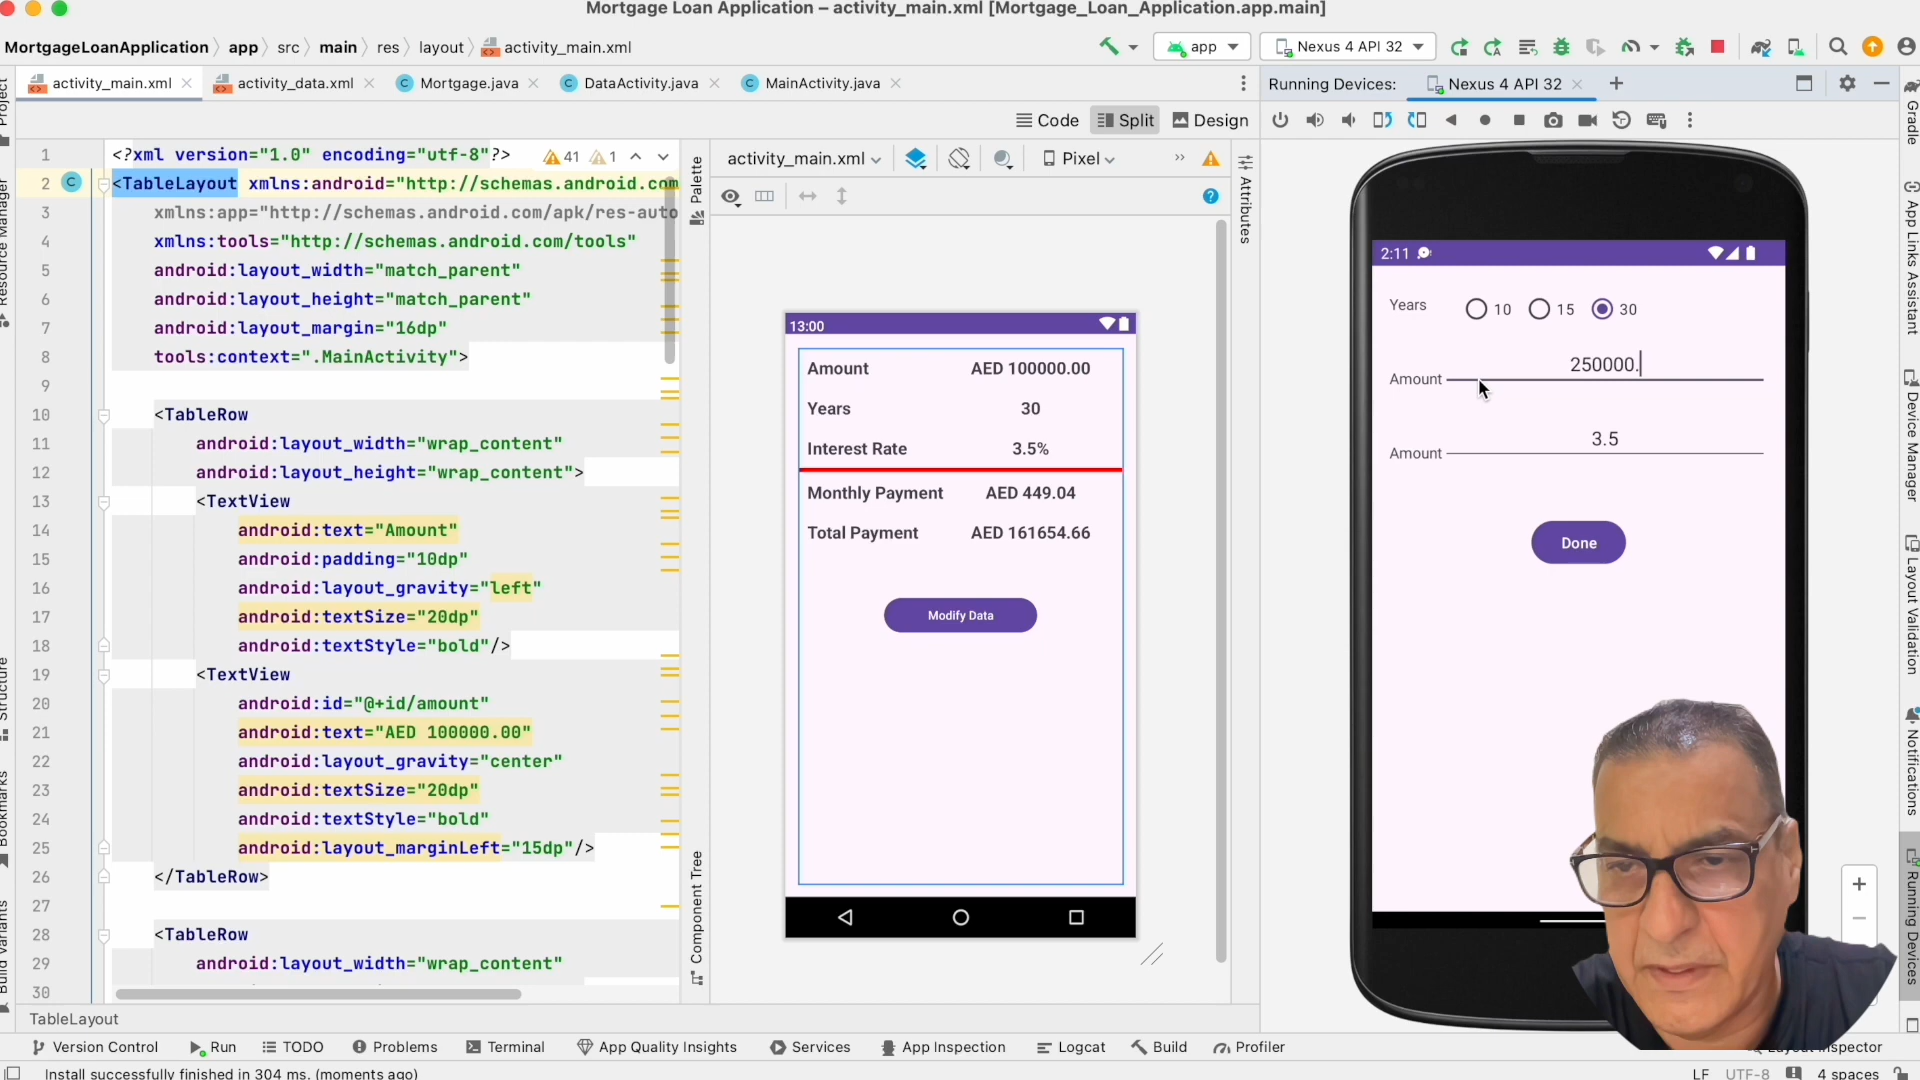 Mortgage Loan Application – activity_main.xml [Mortgage_Loan_Application.app.main]
MortgageLoanApplication app src main res layout activity_main.xml
app
Nexus 4 API 32
activity_main.xml
activity_data.xml
Mortgage.java
DataActivity.java
MainActivity.java
Running Devices:
Nexus 4 API 32
Code
Split
Design
1 <?xml version="1.0" encoding="utf-8"?>
41 1
2 <TableLayout xmlns:android="http://schemas.android.com
3 xmlns:app="http://schemas.android.com/apk/res-auto
4 xmlns:tools="http://schemas.android.com/tools"
5 android:layout_width="match_parent"
6 android:layout_height="match_parent"
7 android:layout_margin="16dp"
8 tools:context=".MainActivity">
9
10 <TableRow
11 android:layout_width="wrap_content"
12 android:layout_height="wrap_content">
13 <TextView
14 android:text="Amount"
15 android:padding="10dp"
16 android:layout_gravity="left"
17 android:textSize="20dp"
18 android:textStyle="bold"/>
19 <TextView
20 android:id="@+id/amount"
21 android:text="AED 100000.00"
22 android:layout_gravity="center"
23 android:textSize="20dp"
24 android:textStyle="bold"
25 android:layout_marginLeft="15dp"/>
26 </TableRow>
27
28 <TableRow
29 android:layout_width="wrap_content"
30
TableLayout
Project
Resource Manager
Structure
Bookmarks
Build Variants
Palette
Component Tree
activity_main.xml
Pixel
Attributes
13:00
Amount AED 100000.00
Years 30
Interest Rate 3.5%
Monthly Payment AED 449.04
Total Payment AED 161654.66
Modify Data
2:11
Years 10 15 30
250000.
Amount
3.5
Amount
Done
Gradle
App Links Assistant
Device Manager
Layout Validation
Notifications
Running Devices
Version Control
Run
TODO
Problems
Terminal
App Quality Insights
Services
App Inspection
Logcat
Build
Profiler
Layout Inspector
Install successfully finished in 304 ms. (moments ago)
LF UTF-8 4 spaces